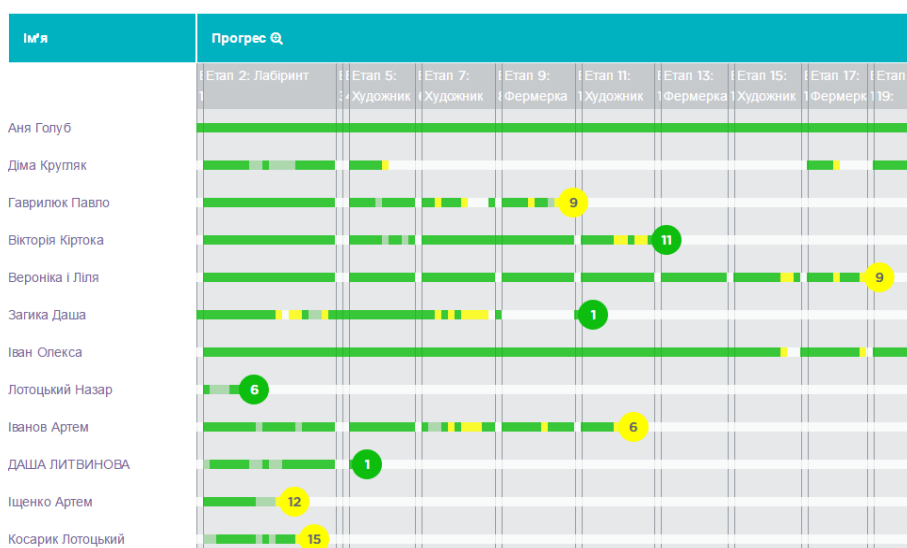 Ім'я Прогрес
Етап 2: Лабіринт Етап 5: Етап 7: Етап 9: Етап 11: Етап 13: Етап 15: Етап 17: Етап
Художник Художник Фермерка Художник Фермерка Художник Фермерк 19:
Аня Голуб
Діма Кругляк
Гаврилюк Павло 9
Вікторія Кіртока 11
Вероніка і Ліля 9
Загика Даша 1
Іван Олекса
Лотоцький Назар 6
Іванов Артем 6
ДАША ЛИТВИНОВА 1
Іщенко Артем 12
Косарик Лотоцький 15